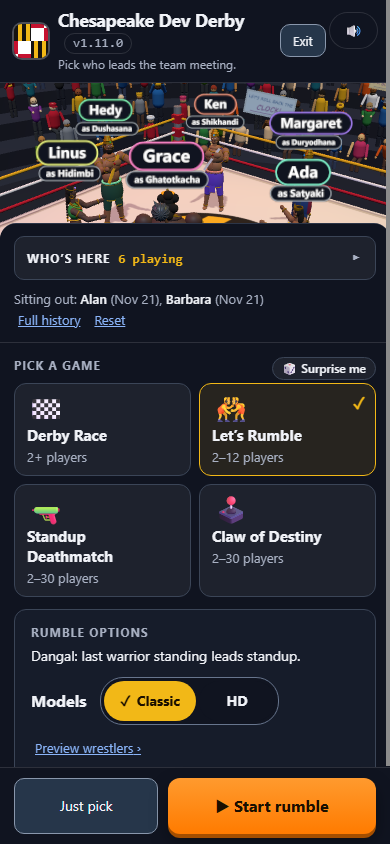 Chesapeake Dev Derby
v1.11.0
Pick who leads the team meeting.
Exit
Hedy
as Dushasana
Ken
as Shikhandi
Margaret
as Duryodhana
Linus
as Hidimbi
Grace
as Ghatotkacha
Ada
as Satyaki
WHO'S HERE 6 playing
Sitting out: Alan (Nov 21), Barbara (Nov 21)
Full history Reset
PICK A GAME
Surprise me
Derby Race
2+ players
Let's Rumble
2–12 players
Standup
Deathmatch
2–30 players
Claw of Destiny
2–30 players
RUMBLE OPTIONS
Dangal: last warrior standing leads standup.
Models ✓ Classic HD
Preview wrestlers ›
Just pick
▶ Start rumble